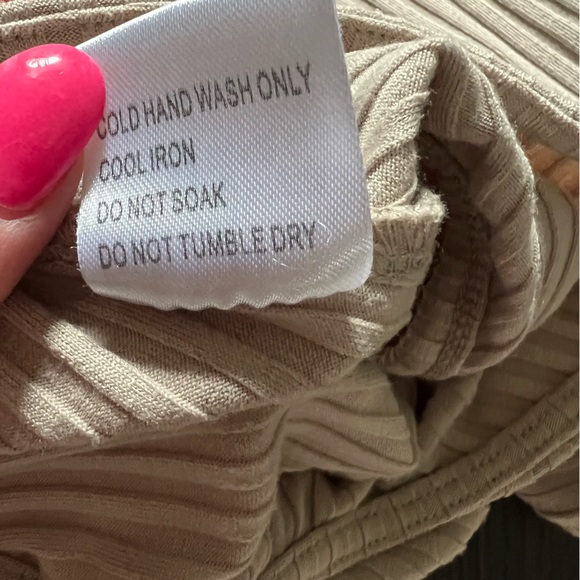 COLD HAND WASH ONLY
COOL IRON
DO NOT SOAK
DO NOT TUMBLE DRY